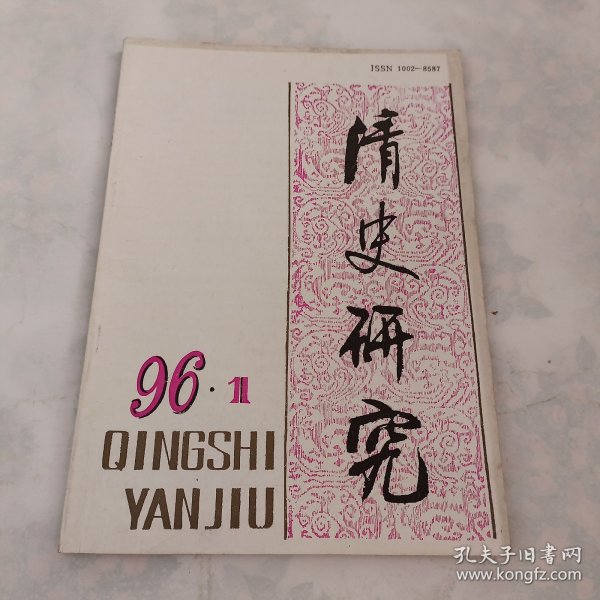 ISSN 1002-8587
清史研究
96·1
QINGSHI
YANJIU
孔夫子旧书网
www.kongfz.com